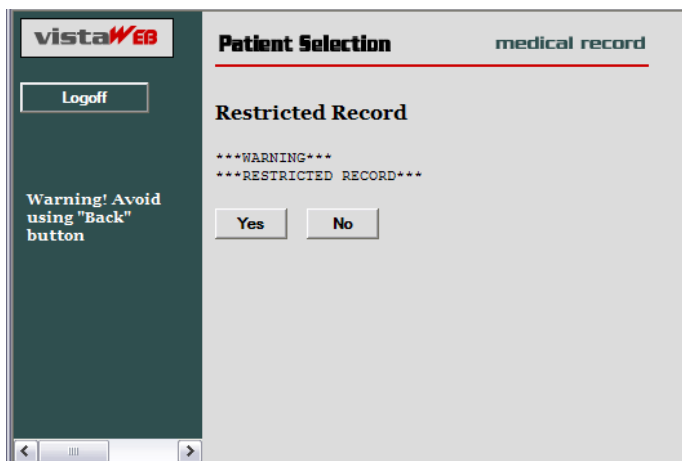 vistaWEB
Logoff
Warning! Avoid
using "Back"
button
Patient Selection
medical record
Restricted Record
***WARNING***
***RESTRICTED RECORD***
Yes No